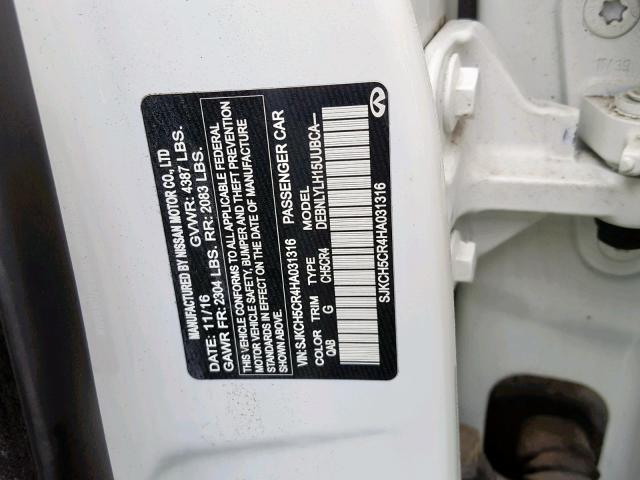 MANUFACTURED BY NISSAN MOTOR CO., LTD
DATE: 11/16 GVWR: 4387 LBS.
GAWR FR: 2304 LBS. RR: 2083 LBS.
THIS VEHICLE CONFORMS TO ALL APPLICABLE FEDERAL
MOTOR VEHICLE SAFETY, BUMPER AND THEFT PREVENTION
STANDARDS IN EFFECT ON THE DATE OF MANUFACTURE
SHOWN ABOVE.
VIN:SJKCH5CR4HA031316 PASSENGER CAR
COLOR TRIM TYPE MODEL
QAB G CH5CR4 DEBNLYLH15UUBCA—
SJKCH5CR4HA031316